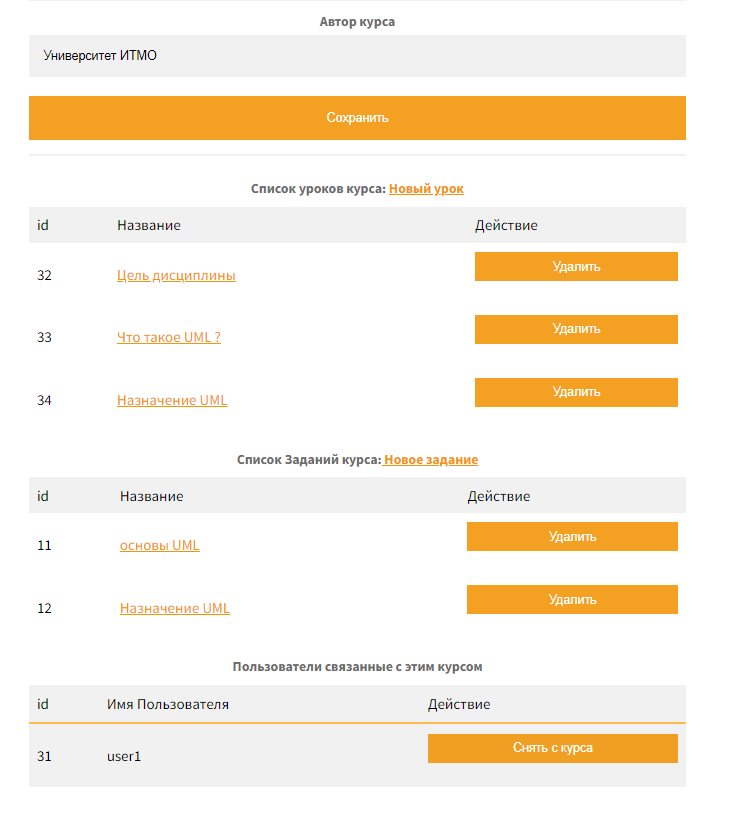 Автор курса
Университет ИТМО
Сохранить
Список уроков курса: Новый урок
id Название Действие
32 Цель дисциплины Удалить
33 Что такое UML ? Удалить
34 Назначение UML Удалить
Список Заданий курса: Новое задание
id Название Действие
11 основы UML Удалить
12 Назначение UML Удалить
Пользователи связанные с этим курсом
id Имя Пользователя Действие
31 user1 Снять с курса